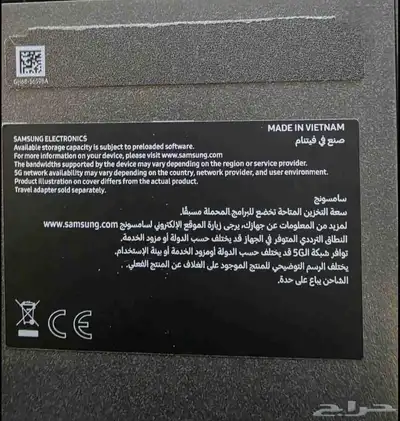 MADE IN VIETNAM
صنع في ڤيتنام
SAMSUNG ELECTRONICS
Available storage capacity is subject to preloaded software.
For more information on your device, please visit www.samsung.com
The bandwidths supported by the device may vary depending on the region or service provider.
5G network availability may vary depending on the country, network provider, and user environment.
Product illustration on cover differs from the actual product.
Travel adapter sold separately.
سامسونج
سعة التخزين المتاحة تخضع للبرامج المحملة مسبقًا.
لمزيد من المعلومات عن جهازك، يرجى زيارة الموقع الإلكتروني لسامسونج www.samsung.com
النطاق الترددي المتوفر في الجهاز قد يختلف حسب الدولة أو مزود الخدمة.
توافر شبكة الـ5G قد يختلف حسب الدولة أومزود الخدمة أو بيئة الإستخدام.
يختلف الرسم التوضيحي للمنتج الموجود على الغلاف عن المنتج الفعلي.
الشاحن يباع على حدة.
CE
حراج